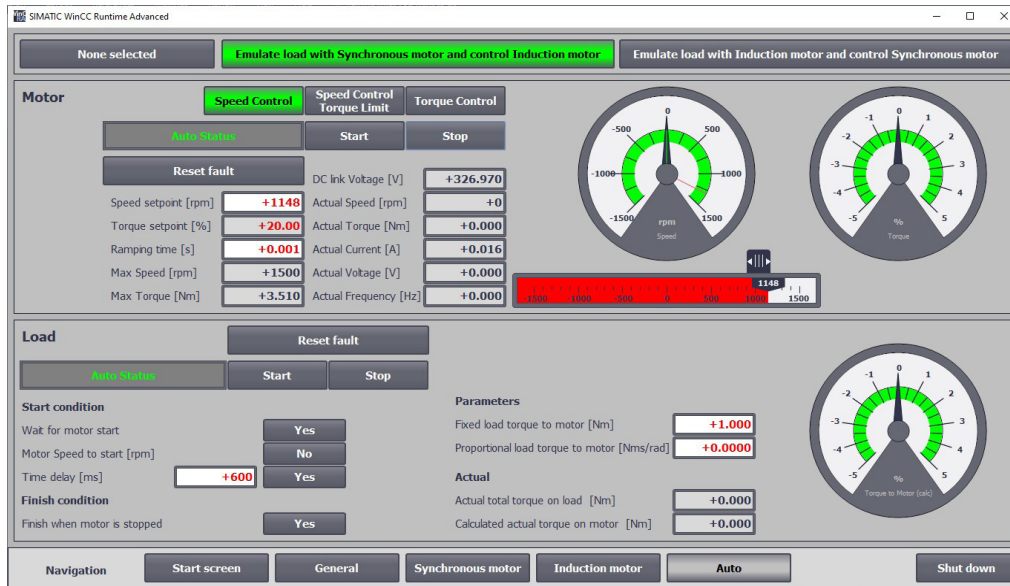 SIMATIC WinCC Runtime Advanced
None selected
Emulate load with Synchronous motor and control Induction motor
Emulate load with Induction motor and control Synchronous motor
Motor
Speed Control
Speed Control
Torque Limit
Torque Control
Auto Status
Start
Stop
Reset fault
Speed setpoint [rpm] +1148
Torque setpoint [%] +20.00
Ramping time [s] +0.001
Max Speed [rpm] +1500
Max Torque [Nm] +3.510
DC link Voltage [V] +326.970
Actual Speed [rpm] +0
Actual Torque [Nm] +0.000
Actual Current [A] +0.016
Actual Voltage [V] +0.000
Actual Frequency [Hz] +0.000
-1500 -1000 -500 0 500 1000 1500
rpm
Speed
-5 -4 -3 -2 -1 0 1 2 3 4 5
%
Torque
1148
-1500 -1000 -500 0 500 1000 1500
Load
Reset fault
Auto Status
Start
Stop
Start condition
Wait for motor start Yes
Motor Speed to start [rpm] No
Time delay [ms] +600 Yes
Finish condition
Finish when motor is stopped Yes
Parameters
Fixed load torque to motor [Nm] +1.000
Proportional load torque to motor [Nms/rad] +0.0000
Actual
Actual total torque on load [Nm] +0.000
Calculated actual torque on motor [Nm] +0.000
-5 -4 -3 -2 -1 0 1 2 3 4 5
%
Torque to Motor (calc)
Navigation
Start screen
General
Synchronous motor
Induction motor
Auto
Shut down